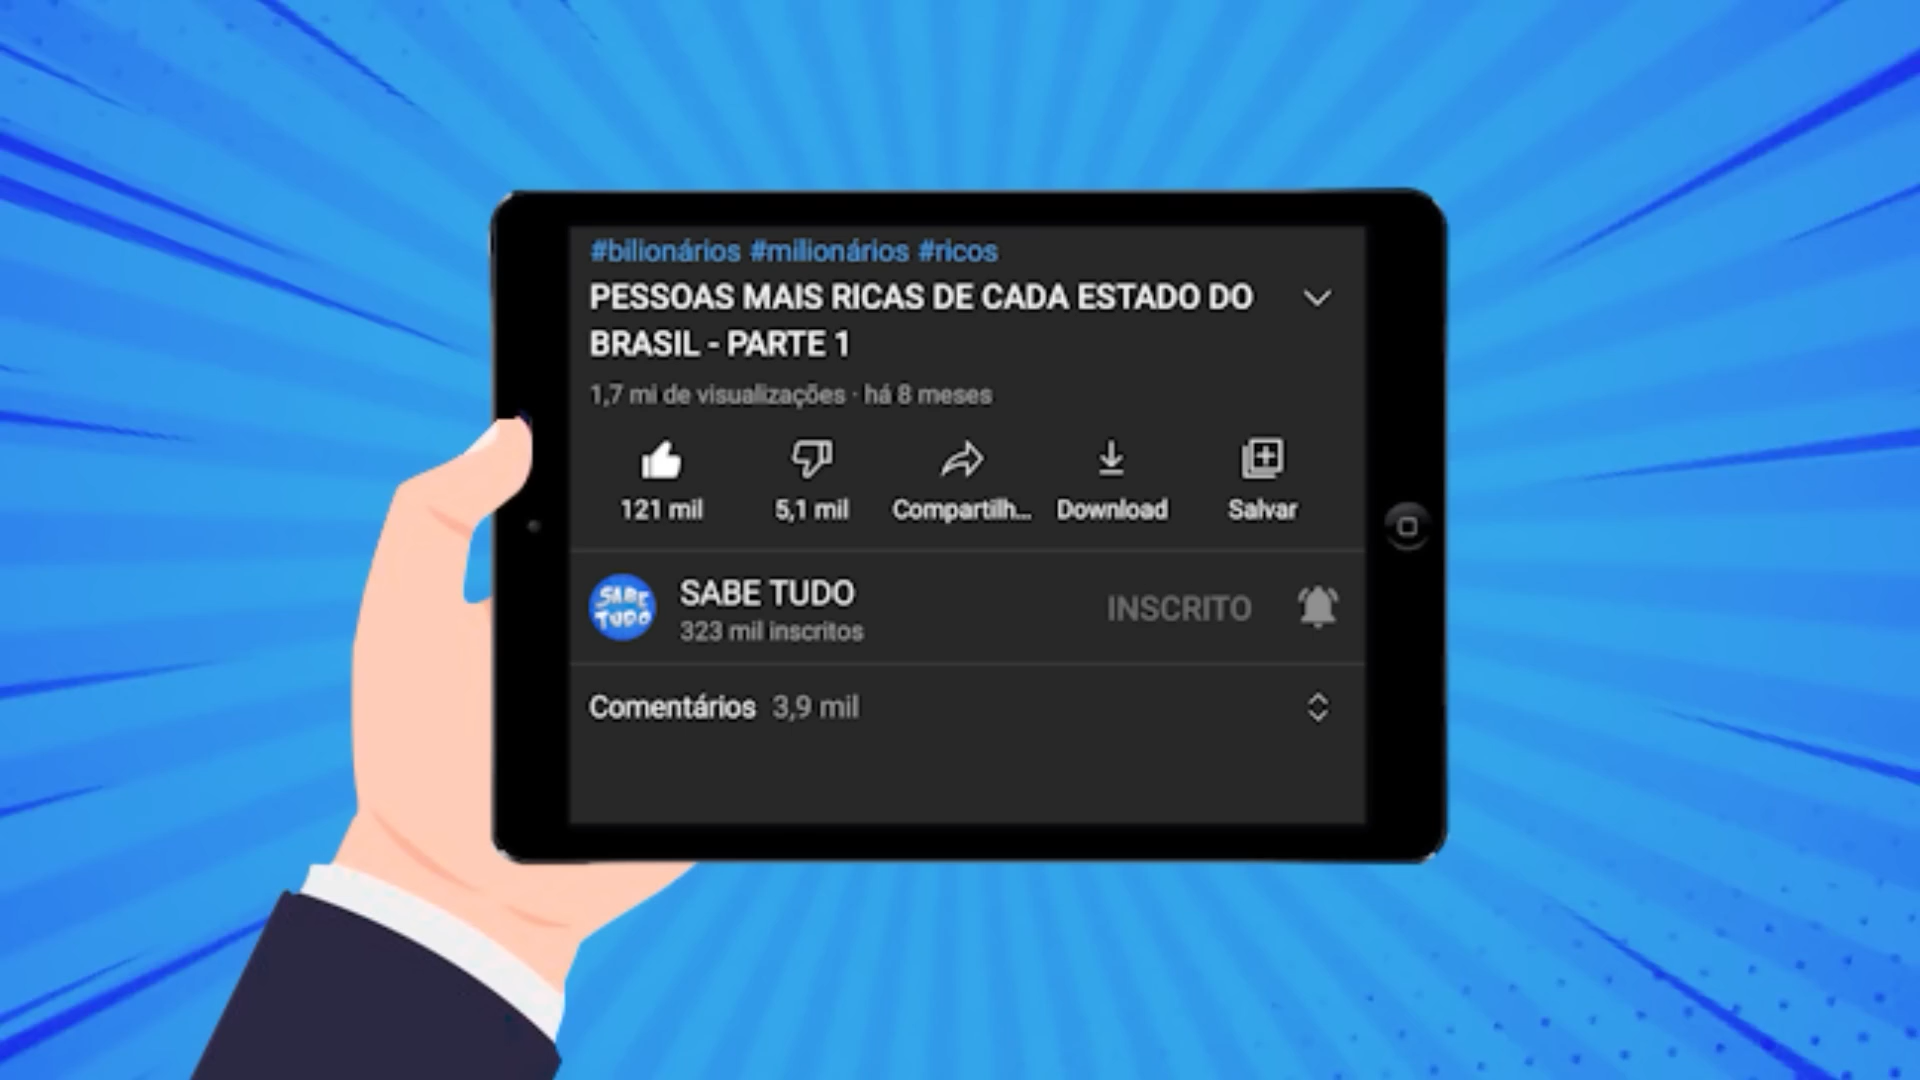 #bilionários #milionários #ricos
PESSOAS MAIS RICAS DE CADA ESTADO DO
BRASIL - PARTE 1
1,7 mi de visualizações · há 8 meses
121 mil
5,1 mil
Compartilh...
Download
Salvar
SABE
TUDO
SABE TUDO
323 mil inscritos
INSCRITO
Comentários 3,9 mil